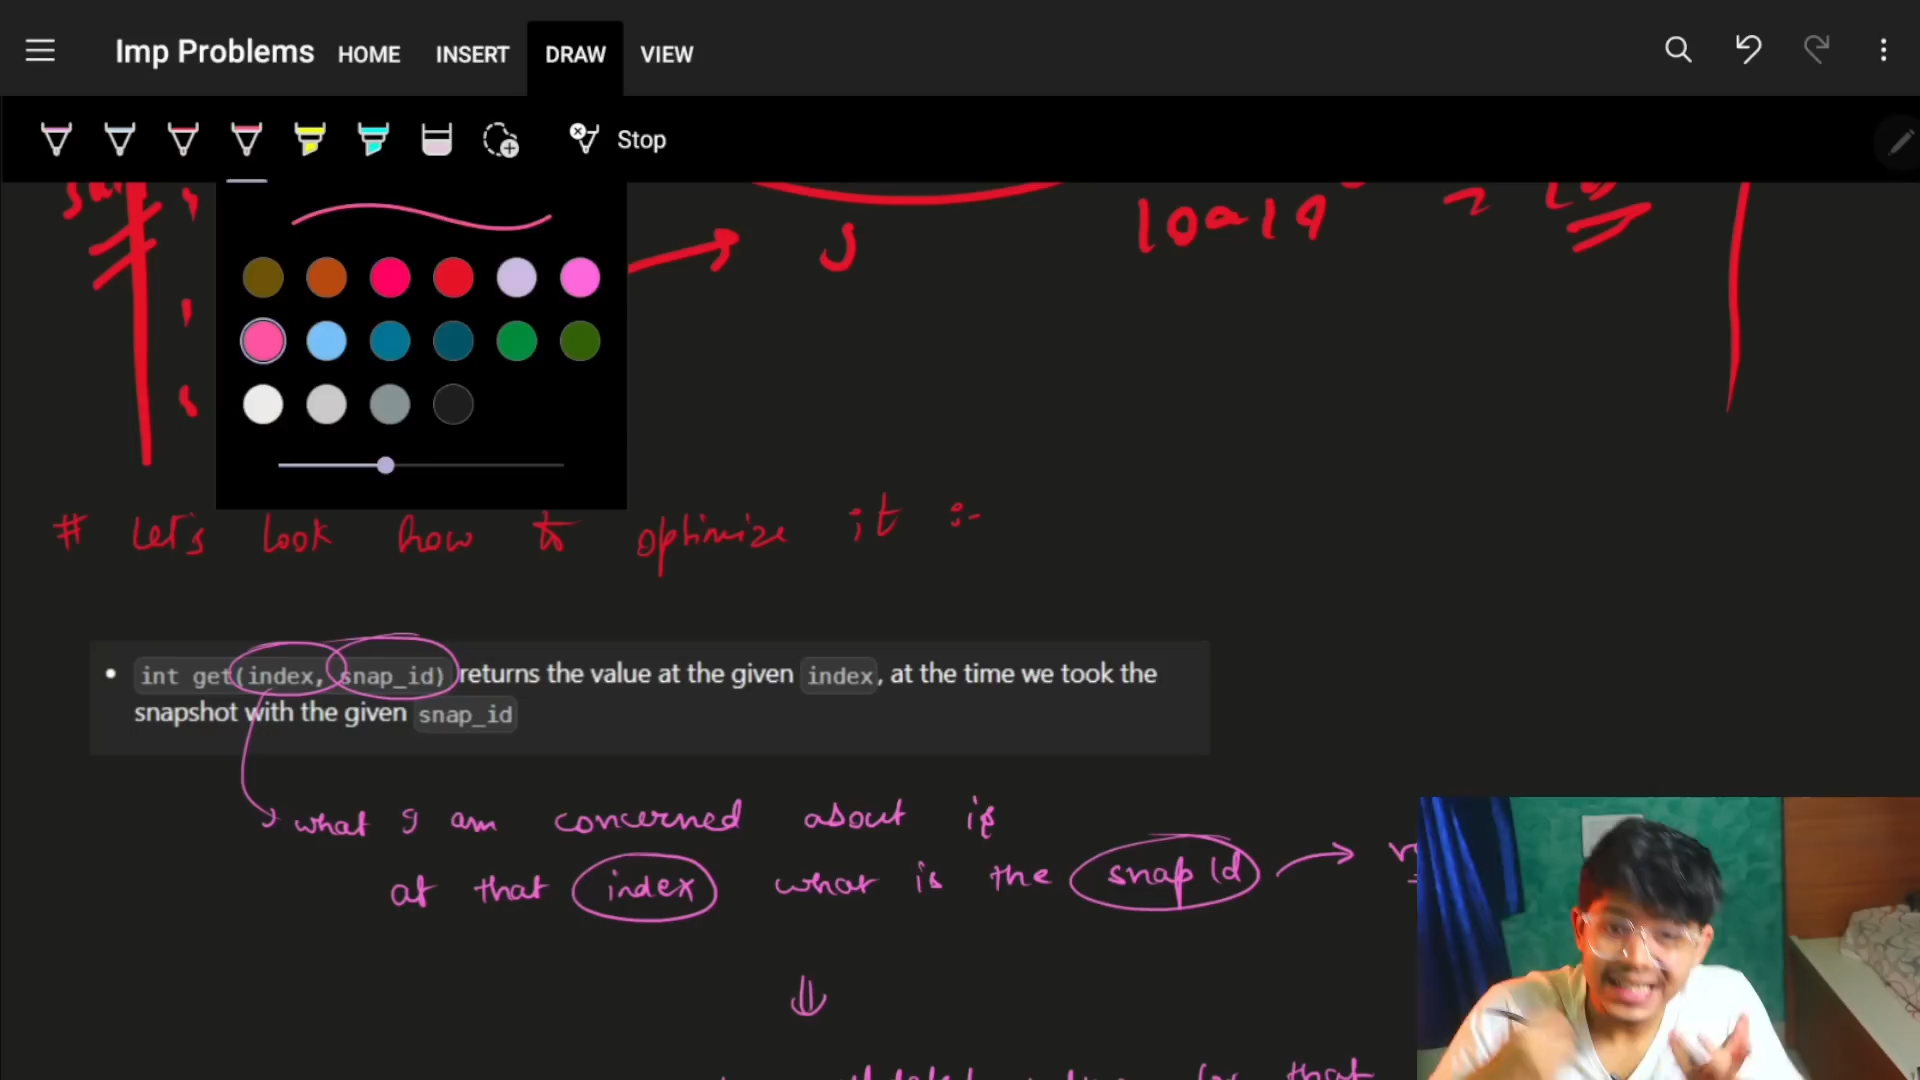 Imp Problems HOME INSERT DRAW VIEW
Stop
10^19
# Let's look how to optimize it :-
int get(index, snap_id) returns the value at the given index, at the time we took the
snapshot with the given snap_id
what I am concerned about is
at that index what is the snap Id
for that